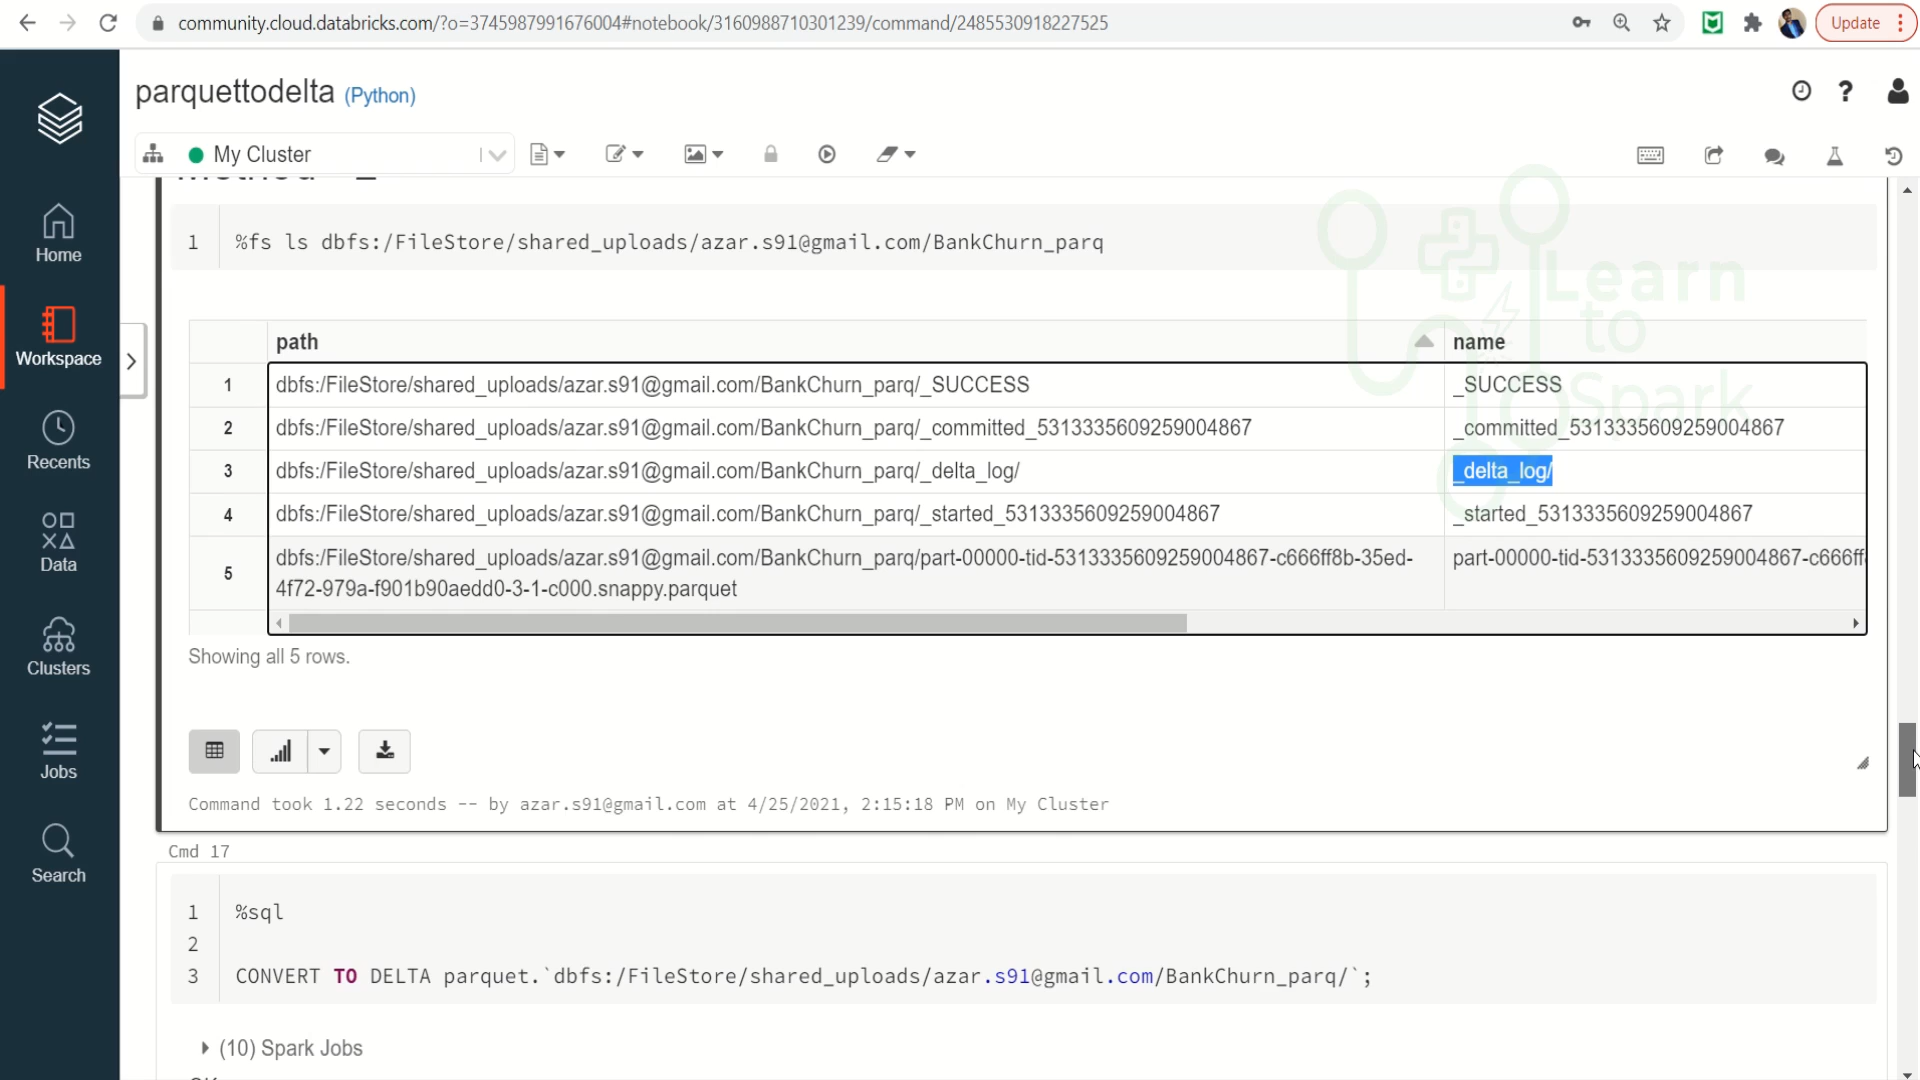 community.cloud.databricks.com/?o=3745987991676004#notebook/3160988710301239/command/2485530918227525
Update
parquettodelta (Python)
My Cluster
1 %fs ls dbfs:/FileStore/shared_uploads/azar.s91@gmail.com/BankChurn_parq
Learn
to
Spark
path name
1 dbfs:/FileStore/shared_uploads/azar.s91@gmail.com/BankChurn_parq/_SUCCESS _SUCCESS
2 dbfs:/FileStore/shared_uploads/azar.s91@gmail.com/BankChurn_parq/_committed_5313335609259004867 _committed_5313335609259004867
3 dbfs:/FileStore/shared_uploads/azar.s91@gmail.com/BankChurn_parq/_delta_log/ _delta_log/
4 dbfs:/FileStore/shared_uploads/azar.s91@gmail.com/BankChurn_parq/_started_5313335609259004867 _started_5313335609259004867
5 dbfs:/FileStore/shared_uploads/azar.s91@gmail.com/BankChurn_parq/part-00000-tid-5313335609259004867-c666ff8b-35ed- part-00000-tid-5313335609259004867-c666ff
4f72-979a-f901b90aedd0-3-1-c000.snappy.parquet
Showing all 5 rows.
Command took 1.22 seconds -- by azar.s91@gmail.com at 4/25/2021, 2:15:18 PM on My Cluster
Cmd 17
1 %sql
2
3 CONVERT TO DELTA parquet.`dbfs:/FileStore/shared_uploads/azar.s91@gmail.com/BankChurn_parq/`;
(10) Spark Jobs
Home
Workspace
Recents
Data
Clusters
Jobs
Search